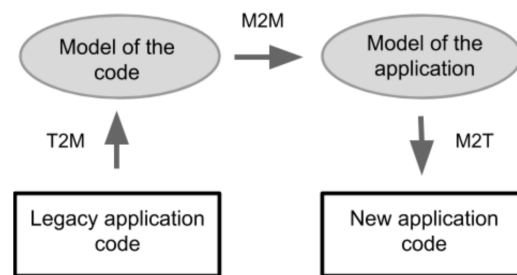 M2M
Model of the
code
Model of the
application
T2M
M2T
Legacy application
code
New application
code